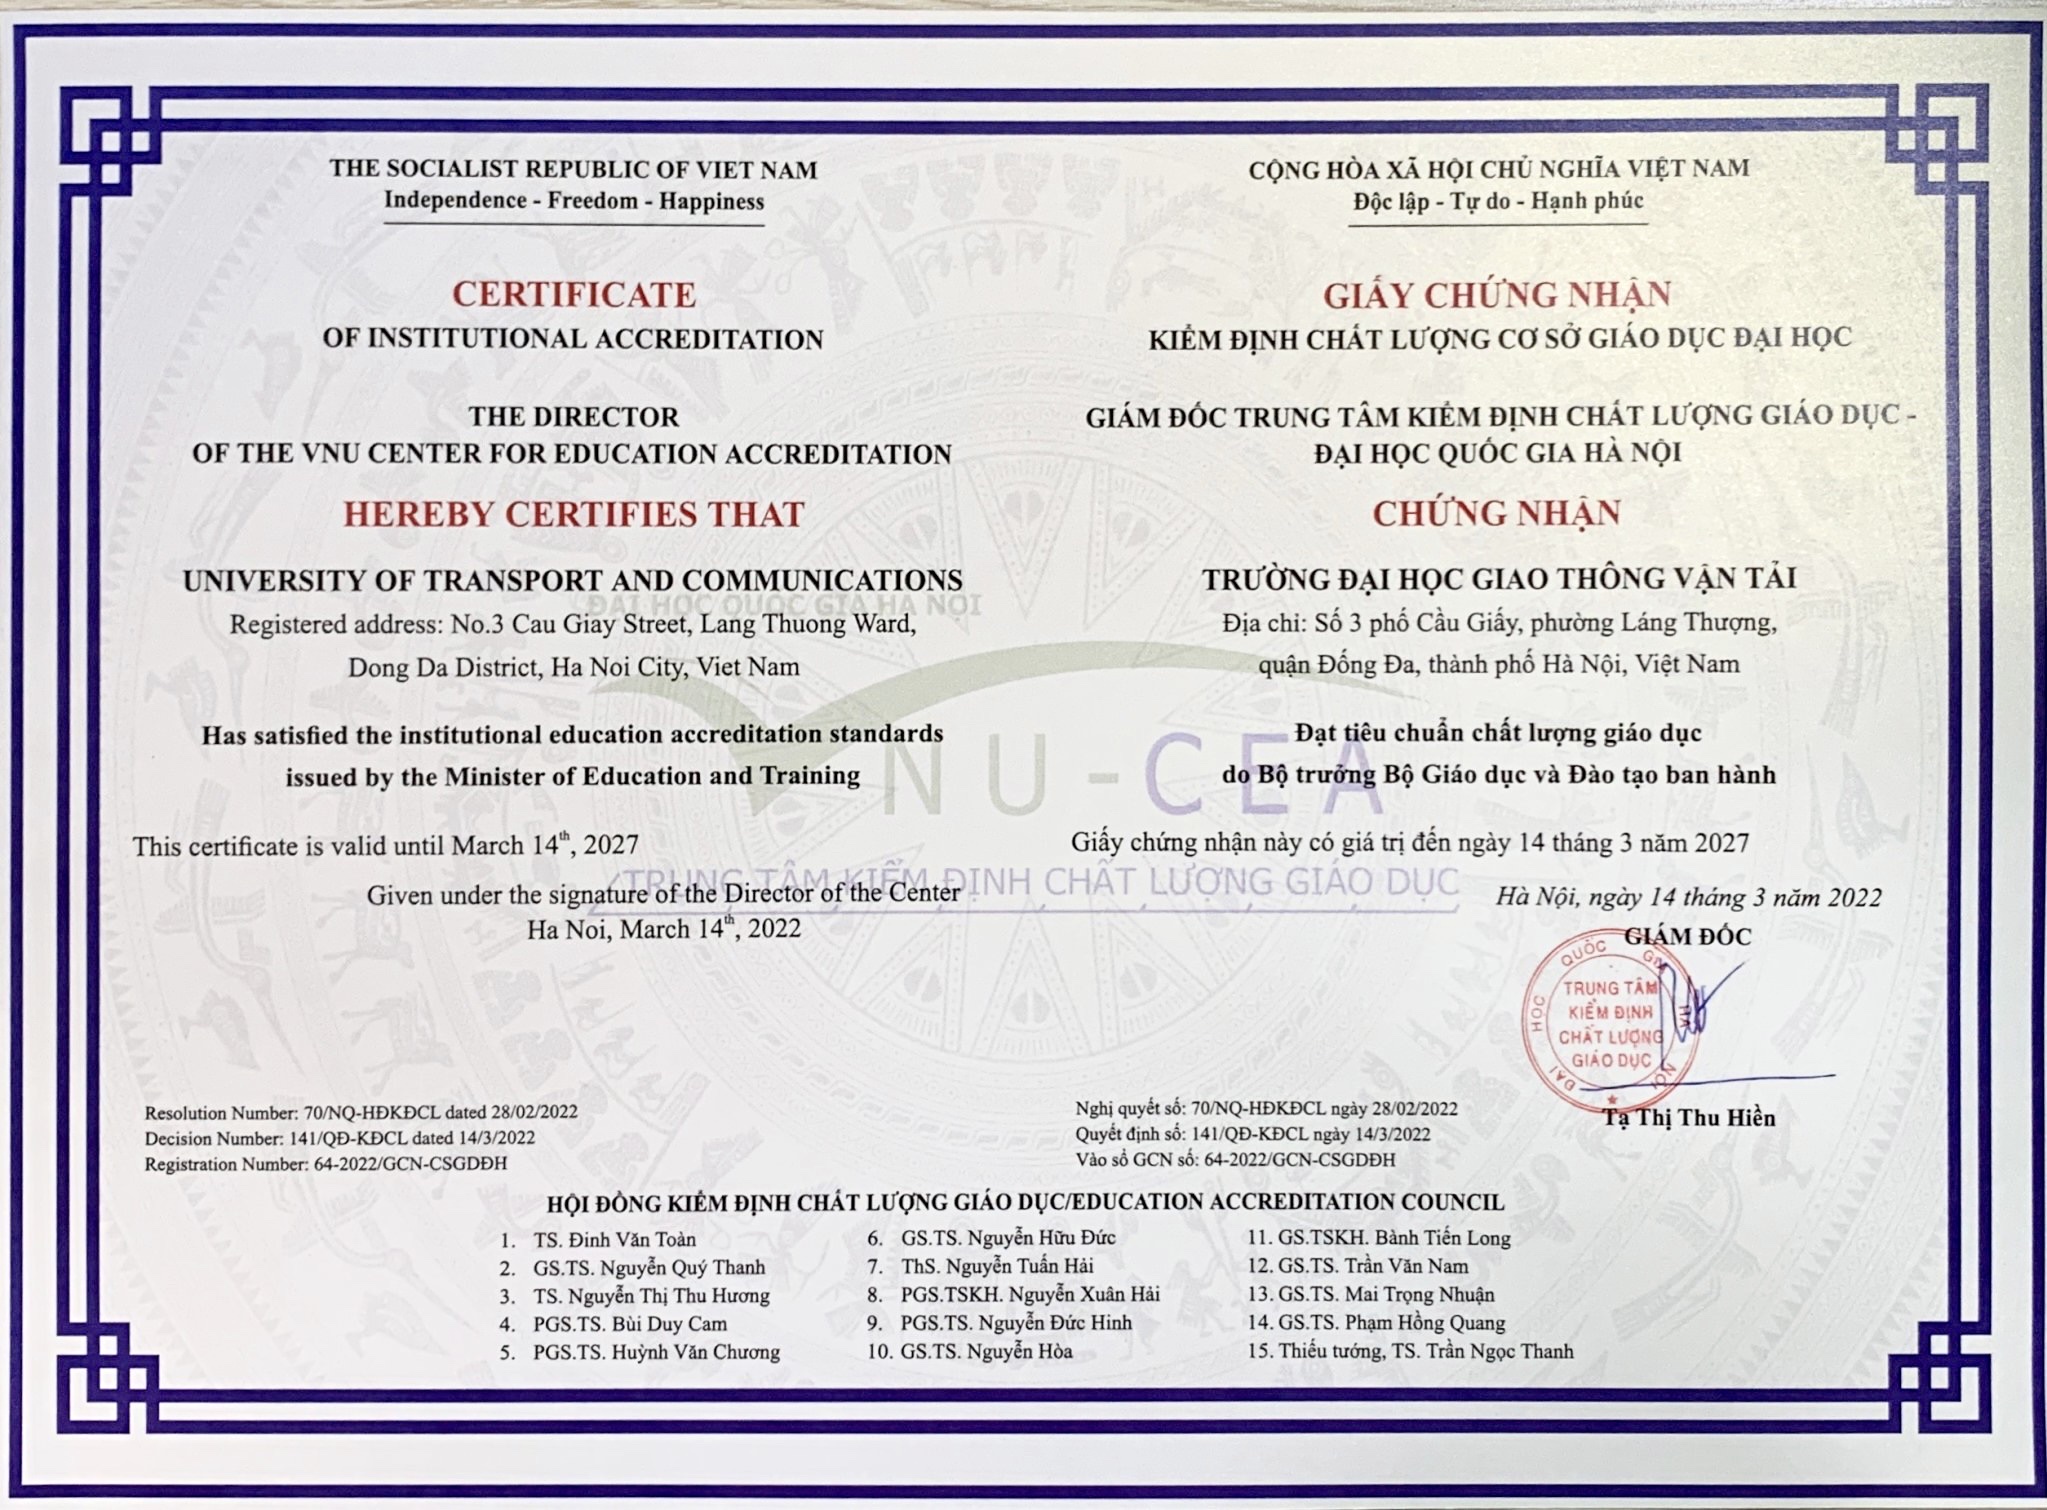 THE SOCIALIST REPUBLIC OF VIET NAM
Independence - Freedom - Happiness
CERTIFICATE
OF INSTITUTIONAL ACCREDITATION
THE DIRECTOR
OF THE VNU CENTER FOR EDUCATION ACCREDITATION
HEREBY CERTIFIES THAT
UNIVERSITY OF TRANSPORT AND COMMUNICATIONS
Registered address: No.3 Cau Giay Street, Lang Thuong Ward,
Dong Da District, Ha Noi City, Viet Nam
Has satisfied the institutional education accreditation standards
issued by the Minister of Education and Training
This certificate is valid until March 14th, 2027
Given under the signature of the Director of the Center
Ha Noi, March 14th, 2022
Resolution Number: 70/NQ-HĐKĐCL dated 28/02/2022
Decision Number: 141/QĐ-KĐCL dated 14/3/2022
Registration Number: 64-2022/GCN-CSGDĐH
CỘNG HÒA XÃ HỘI CHỦ NGHĨA VIỆT NAM
Độc lập - Tự do - Hạnh phúc
GIẤY CHỨNG NHẬN
KIỂM ĐỊNH CHẤT LƯỢNG CƠ SỞ GIÁO DỤC ĐẠI HỌC
GIÁM ĐỐC TRUNG TÂM KIỂM ĐỊNH CHẤT LƯỢNG GIÁO DỤC -
ĐẠI HỌC QUỐC GIA HÀ NỘI
CHỨNG NHẬN
TRƯỜNG ĐẠI HỌC GIAO THÔNG VẬN TẢI
Địa chỉ: Số 3 phố Cầu Giấy, phường Láng Thượng,
quận Đống Đa, thành phố Hà Nội, Việt Nam
Đạt tiêu chuẩn chất lượng giáo dục
do Bộ trưởng Bộ Giáo dục và Đào tạo ban hành
Giấy chứng nhận này có giá trị đến ngày 14 tháng 3 năm 2027
Hà Nội, ngày 14 tháng 3 năm 2022
GIÁM ĐỐC
ĐẠI HỌC QUỐC GIA HÀ NỘI
TRUNG TÂM
KIỂM ĐỊNH
CHẤT LƯỢNG
GIÁO DỤC
Tạ Thị Thu Hiền
Nghị quyết số: 70/NQ-HĐKĐCL ngày 28/02/2022
Quyết định số: 141/QĐ-KĐCL ngày 14/3/2022
Vào sổ GCN số: 64-2022/GCN-CSGDĐH
ĐẠI HỌC QUỐC GIA HÀ NỘI
VNU-CEA
TRUNG TÂM KIỂM ĐỊNH CHẤT LƯỢNG GIÁO DỤC
HỘI ĐỒNG KIỂM ĐỊNH CHẤT LƯỢNG GIÁO DỤC/EDUCATION ACCREDITATION COUNCIL
1. TS. Đinh Văn Toàn
2. GS.TS. Nguyễn Quý Thanh
3. TS. Nguyễn Thị Thu Hương
4. PGS.TS. Bùi Duy Cam
5. PGS.TS. Huỳnh Văn Chương
6. GS.TS. Nguyễn Hữu Đức
7. ThS. Nguyễn Tuấn Hải
8. PGS.TSKH. Nguyễn Xuân Hải
9. PGS.TS. Nguyễn Đức Hinh
10. GS.TS. Nguyễn Hòa
11. GS.TSKH. Bành Tiến Long
12. GS.TS. Trần Văn Nam
13. GS.TS. Mai Trọng Nhuận
14. GS.TS. Phạm Hồng Quang
15. Thiếu tướng, TS. Trần Ngọc Thanh